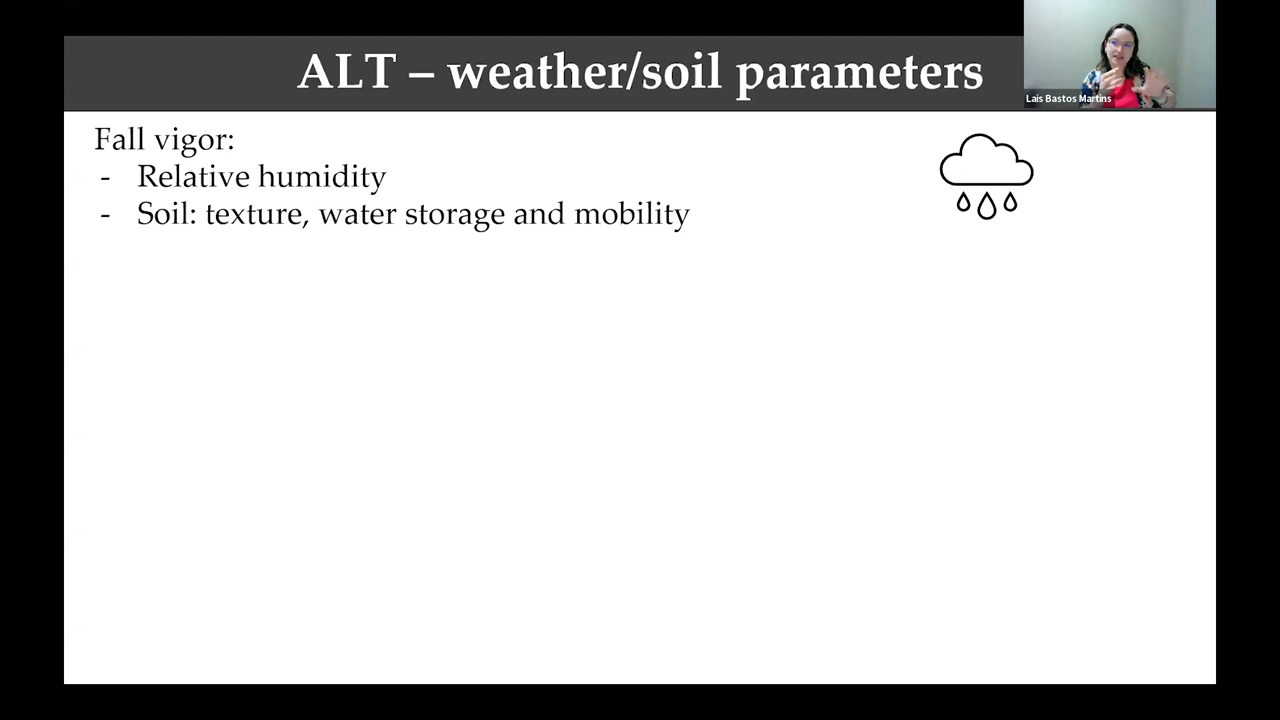 ALT – weather/soil parameters
Lais Bastos Martins
Fall vigor:
- Relative humidity
- Soil: texture, water storage and mobility